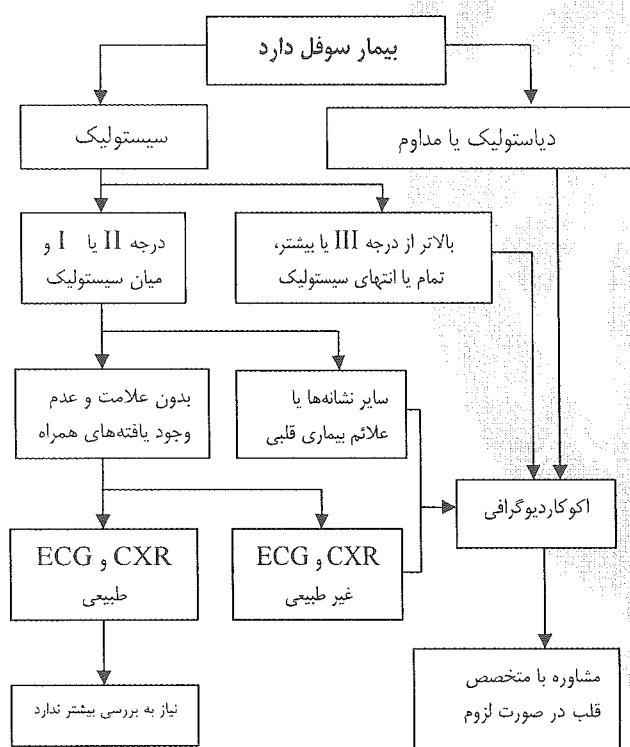 بیمار سوفل دارد
سیستولیک
دیاستولیک یا مداوم
درجه II یا I و
میان سیستولیک
بالاتر از درجه III یا بیشتر،
تمام یا انتهای سیستولیک
بدون علامت و عدم
وجود یافته‌های همراه
سایر نشانه‌ها یا
علائم بیماری قلبی
اکوکاردیوگرافی
CXR و ECG
طبیعی
CXR و ECG
غیر طبیعی
نیاز به بررسی بیشتر ندارد
مشاوره با متخصص
قلب در صورت لزوم